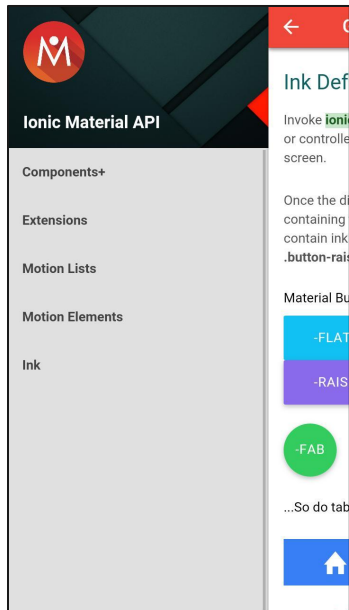 Ionic Material API
Components+
Extensions
Motion Lists
Motion Elements
Ink
Ink Def
Invoke ioni
or controlle
screen.
Once the di
containing
contain ink
.button-rais
Material Bu
-FLAT
-RAIS
-FAB
...So do tab